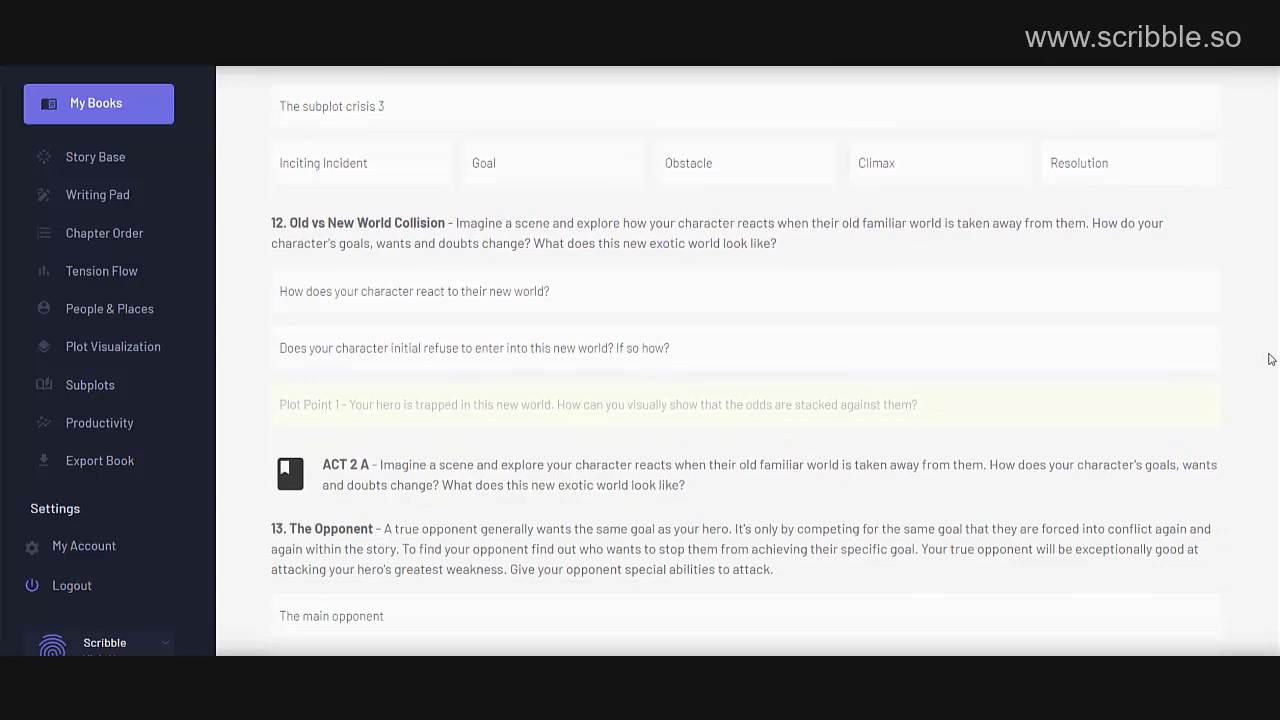 www.scribble.so
My Books
Story Base
Writing Pad
Chapter Order
Tension Flow
People & Places
Plot Visualization
Subplots
Productivity
Export Book
Settings
My Account
Logout
Scribble
The subplot crisis 3
Inciting Incident
Goal
Obstacle
Climax
Resolution
12. Old vs New World Collision - Imagine a scene and explore how your character reacts when their old familiar world is taken away from them. How do your
character's goals, wants and doubts change? What does this new exotic world look like?
How does your character react to their new world?
Does your character initial refuse to enter into this new world? If so how?
Plot Point 1 - Your hero is trapped in this new world. How can you visually show that the odds are stacked against them?
ACT 2 A - Imagine a scene and explore your character reacts when their old familiar world is taken away from them. How does your character's goals, wants
and doubts change? What does this new exotic world look like?
13. The Opponent - A true opponent generally wants the same goal as your hero. It's only by competing for the same goal that they are forced into conflict again and
again within the story. To find your opponent find out who wants to stop them from achieving their specific goal. Your true opponent will be exceptionally good at
attacking your hero's greatest weakness. Give your opponent special abilities to attack.
The main opponent